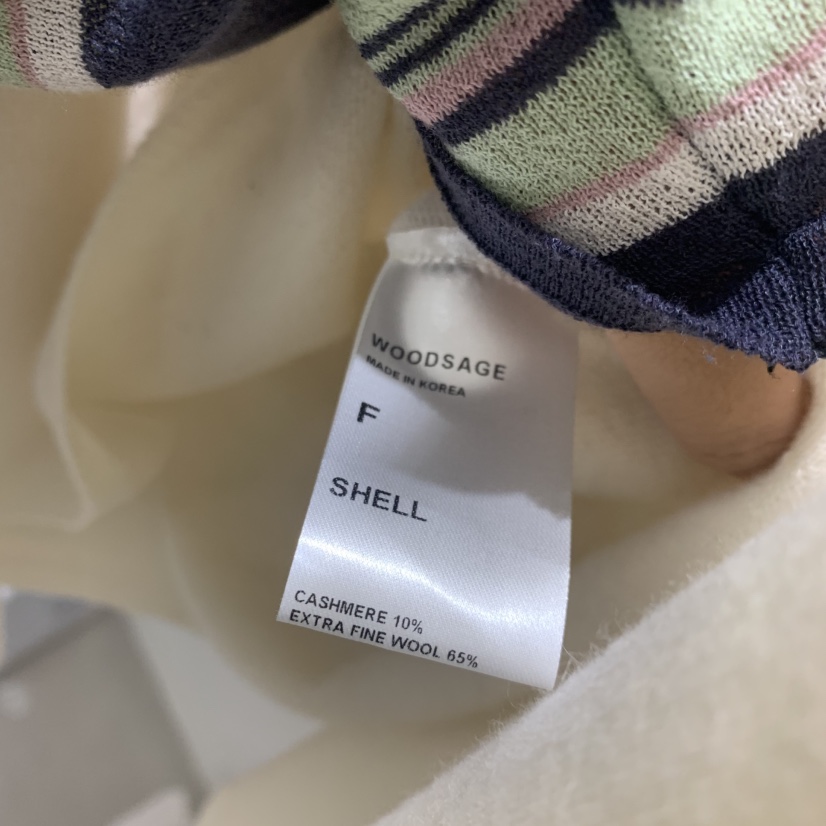 WOODSAGE
MADE IN KOREA
F
SHELL
CASHMERE 10%
EXTRA FINE WOOL 65%